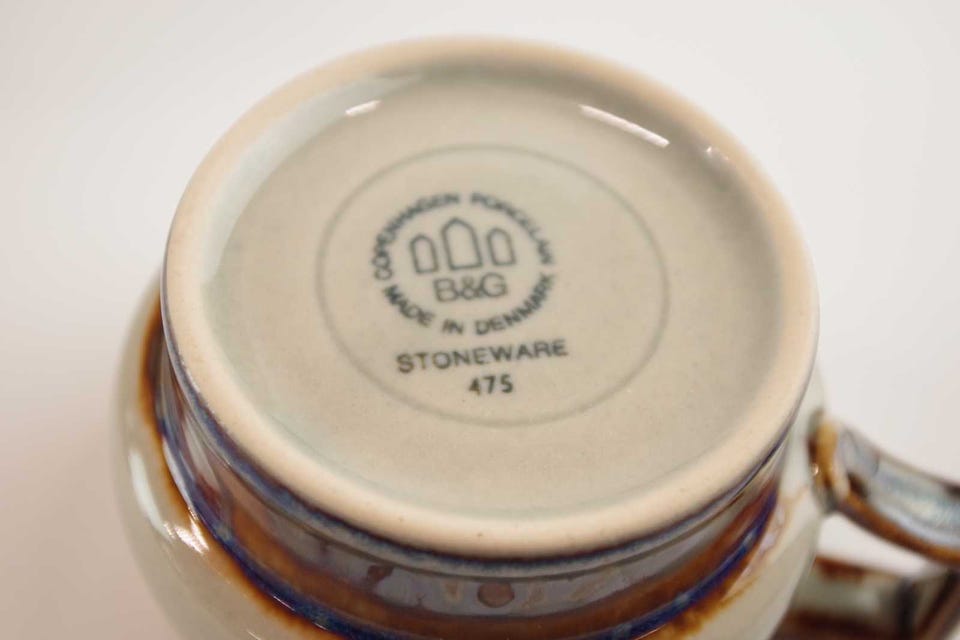 COPENHAGEN PORCELAIN
B&G
MADE IN DENMARK
STONEWARE
475